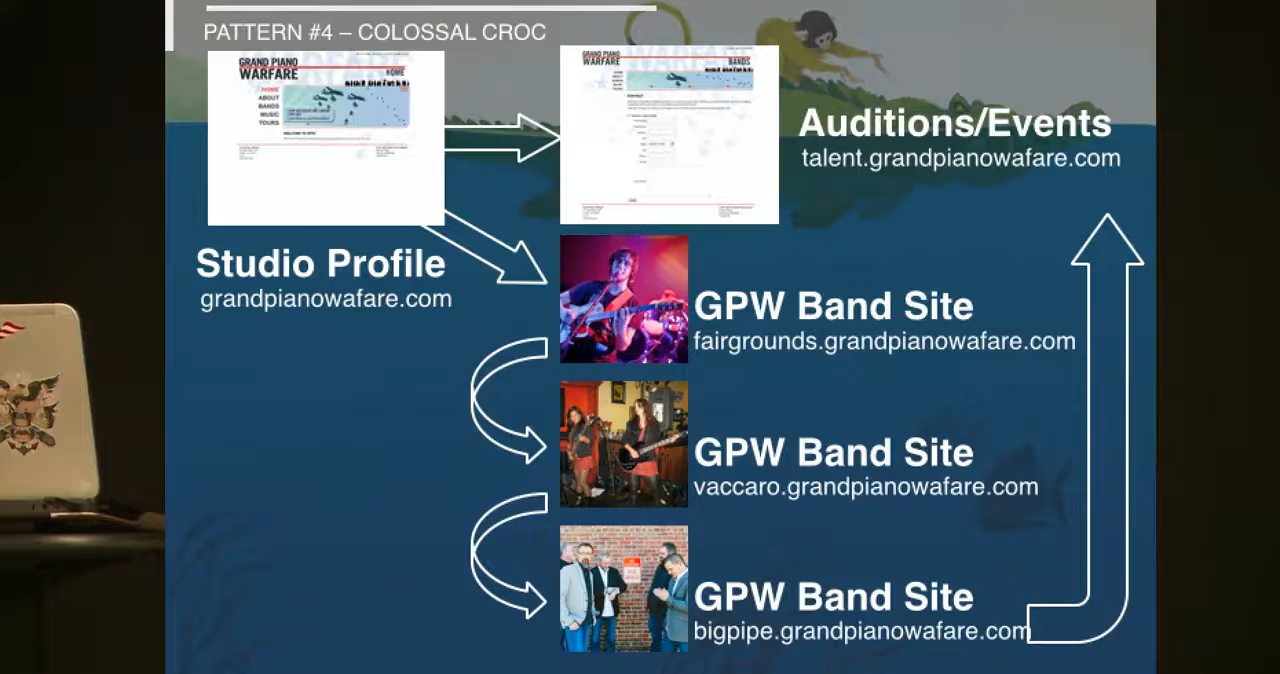 PATTERN #4 – COLOSSAL CROC
GRAND PIANO
WARFARE
HOME
HOME
ABOUT
BANDS
MUSIC
TOURS
GRAND PIANO
WARFARE
BANDS
CONTACT
Auditions/Events
talent.grandpianowafare.com
Studio Profile
grandpianowafare.com
GPW Band Site
fairgrounds.grandpianowafare.com
GPW Band Site
vaccaro.grandpianowafare.com
GPW Band Site
bigpipe.grandpianowafare.com